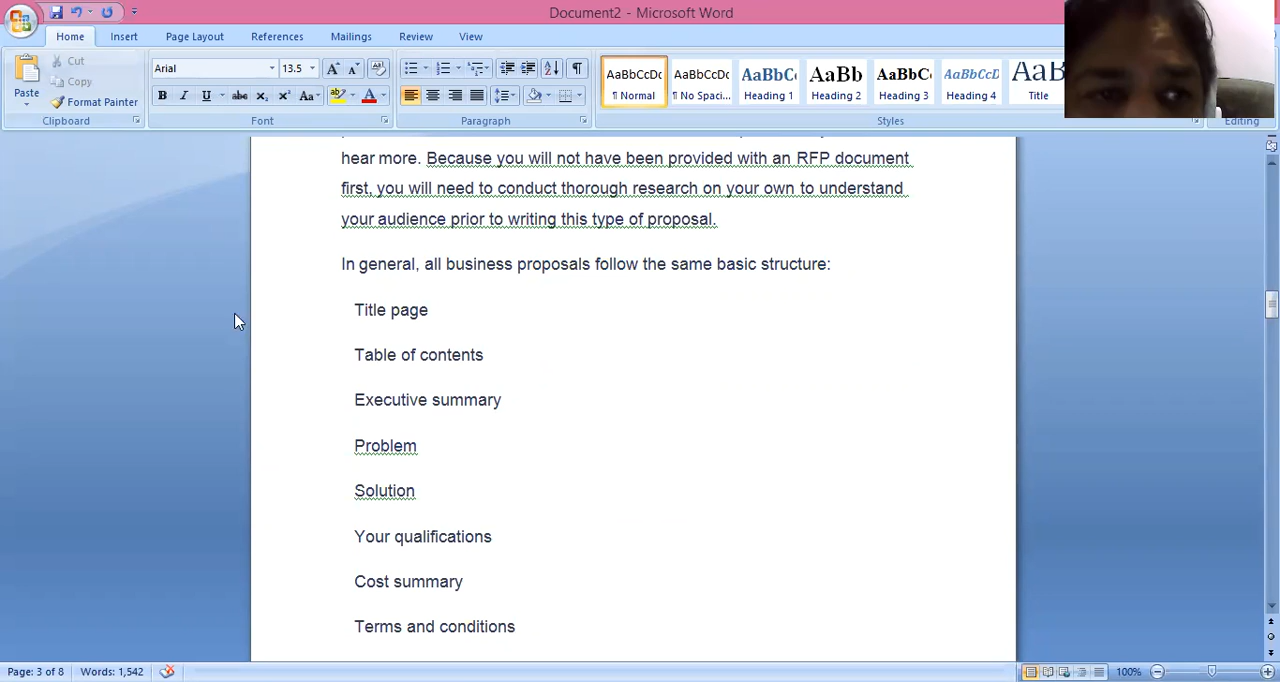 Document2 - Microsoft Word
Home Insert Page Layout References Mailings Review View
Paste
Cut
Copy
Format Painter
Clipboard
Arial 13.5
Font
Paragraph
AaBbCcDc AaBbCcDc AaBbC AaBb AaBbC AaBbCcD AaB
¶ Normal ¶ No Spaci... Heading 1 Heading 2 Heading 3 Heading 4 Title
Styles
Editing
hear more. Because you will not have been provided with an RFP document
first, you will need to conduct thorough research on your own to understand
your audience prior to writing this type of proposal.
In general, all business proposals follow the same basic structure:
Title page
Table of contents
Executive summary
Problem
Solution
Your qualifications
Cost summary
Terms and conditions
Page: 3 of 8 Words: 1,542 100%